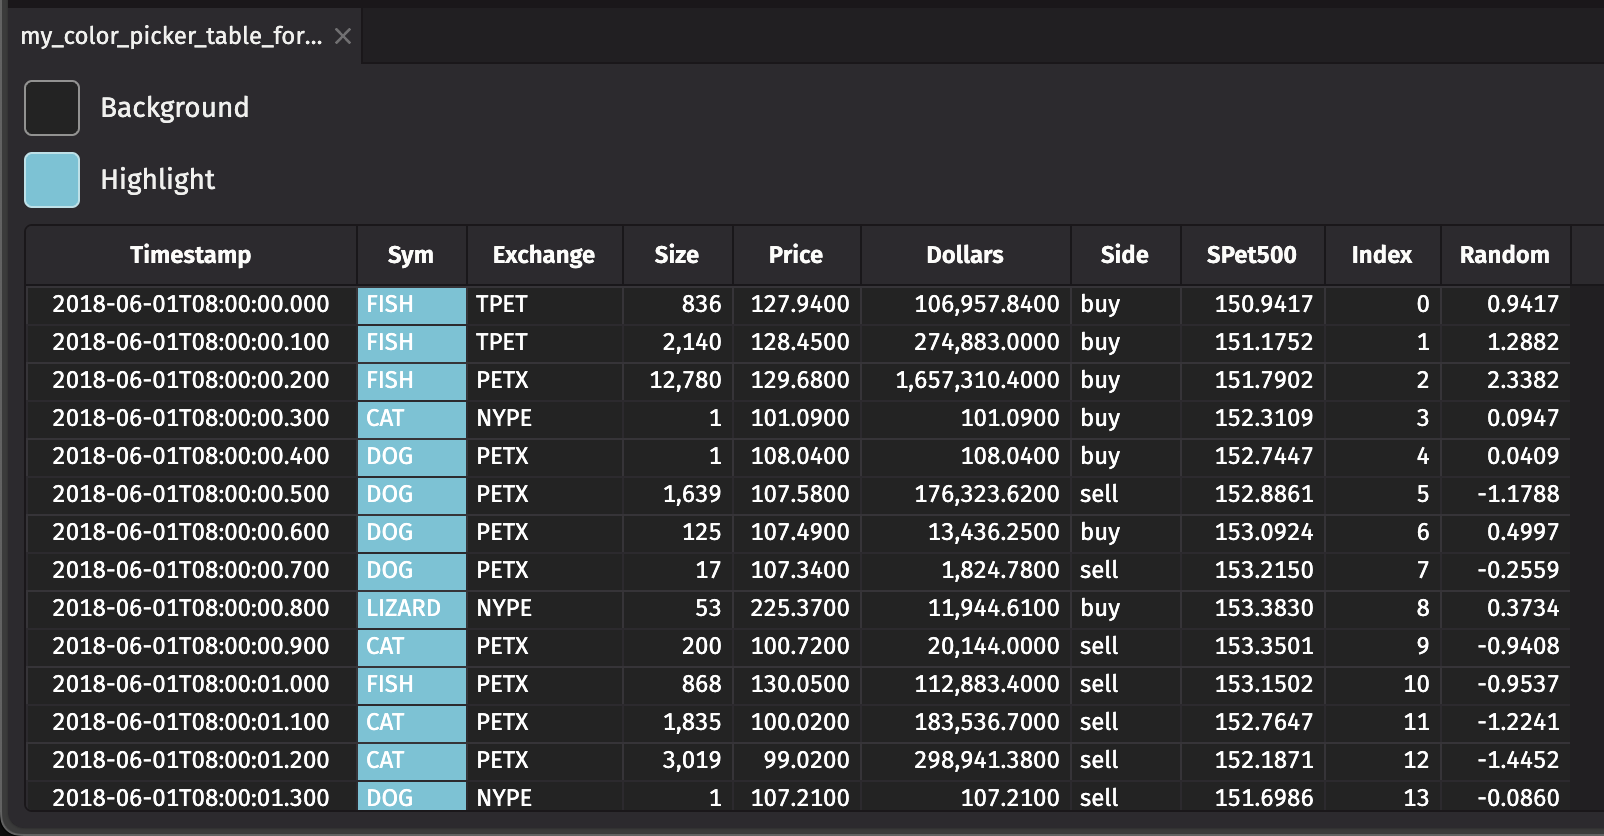 my_color_picker_table_for...
Background
Highlight
Timestamp Sym Exchange Size Price Dollars Side SPet500 Index Random
2018-06-01T08:00:00.000 FISH TPET 836 127.9400 106,957.8400 buy 150.9417 0 0.9417
2018-06-01T08:00:00.100 FISH TPET 2,140 128.4500 274,883.0000 buy 151.1752 1 1.2882
2018-06-01T08:00:00.200 FISH PETX 12,780 129.6800 1,657,310.4000 buy 151.7902 2 2.3382
2018-06-01T08:00:00.300 CAT NYPE 1 101.0900 101.0900 buy 152.3109 3 0.0947
2018-06-01T08:00:00.400 DOG PETX 1 108.0400 108.0400 buy 152.7447 4 0.0409
2018-06-01T08:00:00.500 DOG PETX 1,639 107.5800 176,323.6200 sell 152.8861 5 -1.1788
2018-06-01T08:00:00.600 DOG PETX 125 107.4900 13,436.2500 buy 153.0924 6 0.4997
2018-06-01T08:00:00.700 DOG PETX 17 107.3400 1,824.7800 sell 153.2150 7 -0.2559
2018-06-01T08:00:00.800 LIZARD NYPE 53 225.3700 11,944.6100 buy 153.3830 8 0.3734
2018-06-01T08:00:00.900 CAT PETX 200 100.7200 20,144.0000 sell 153.3501 9 -0.9408
2018-06-01T08:00:01.000 FISH PETX 868 130.0500 112,883.4000 sell 153.1502 10 -0.9537
2018-06-01T08:00:01.100 CAT PETX 1,835 100.0200 183,536.7000 sell 152.7647 11 -1.2241
2018-06-01T08:00:01.200 CAT PETX 3,019 99.0200 298,941.3800 sell 152.1871 12 -1.4452
2018-06-01T08:00:01.300 DOG NYPE 1 107.2100 107.2100 sell 151.6986 13 -0.0860